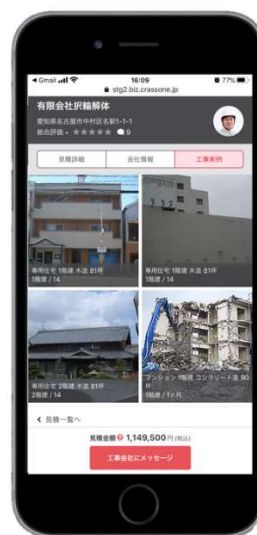 Gmail 16:09 77%
stg2.biz.crassone.jp
有限会社択輪解体
愛知県名古屋市中村区名駅1-1-1
総合評価 - ★★★★★ 9
見積詳細 会社情報 工事実例
専用住宅 1階建 木造 81坪
1階建 / 14
専用住宅 1階建 木造 81坪
1階建 / 14
専用住宅 2階建 木造 81坪
2階建 / 14
マンション 1階建 コンクリート造 90
坪
1階建 / 1ヶ月
見積一覧へ
見積金額 ? 1,149,500 円 (税込)
工事会社にメッセージ